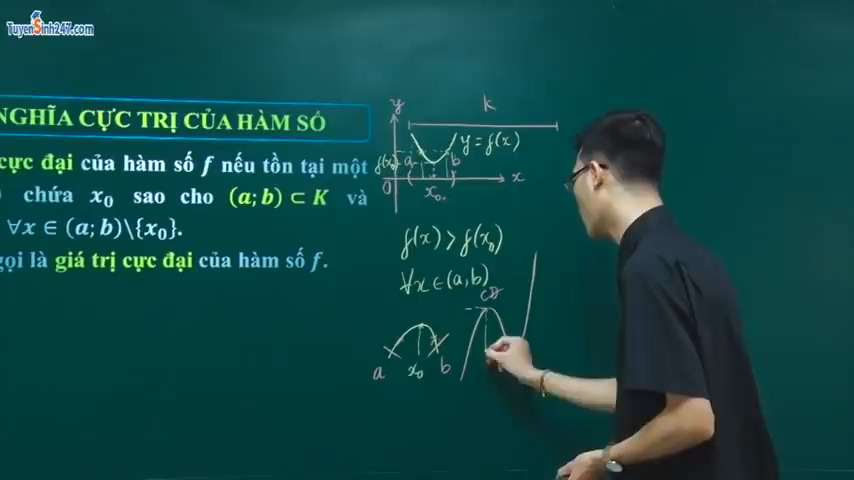 TuyenSinh247.com
NGHĨA CỰC TRỊ CỦA HÀM SỐ
cực đại của hàm số f nếu tồn tại một
) chứa x₀ sao cho (a; b) ⊂ K và
∀x ∈ (a; b)\{x₀}.
gọi là giá trị cực đại của hàm số f.
k
y
y = f(x)
f(x₀) a b
0 x₀ x
f(x) > f(x₀)
∀x ∈ (a, b)
CĐ
a x₀ b